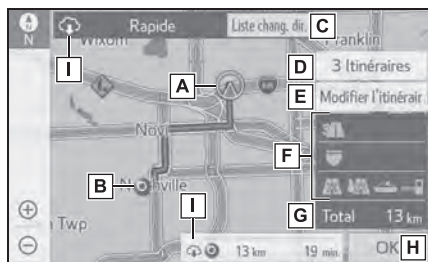 N
Rapide
Liste chang. dir.
C
Wixom
Franklin
I
A
D
3 Itinéraires
E
Modifier l'itinérair
Novi
F
B
N thville
I
G
Total 13 km
Twp
13 km 19 min.
OK
H